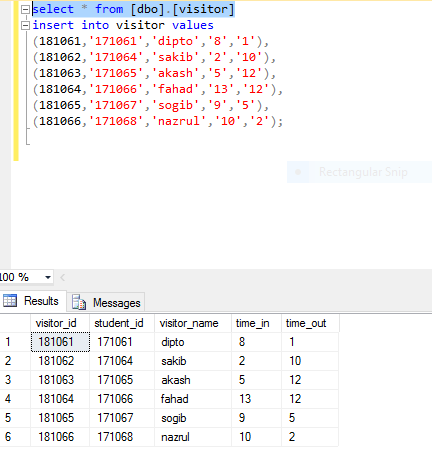 select * from [dbo].[visitor]
insert into visitor values
(181061,'171061','dipto','8','1'),
(181062,'171064','sakib','2','10'),
(181063,'171065','akash','5','12'),
(181064,'171066','fahad','13','12'),
(181065,'171067','sogib','9','5'),
(181066,'171068','nazrul','10','2');
Rectangular Snip
100 %
Results Messages
visitor_id student_id visitor_name time_in time_out
1 181061 171061 dipto 8 1
2 181062 171064 sakib 2 10
3 181063 171065 akash 5 12
4 181064 171066 fahad 13 12
5 181065 171067 sogib 9 5
6 181066 171068 nazrul 10 2